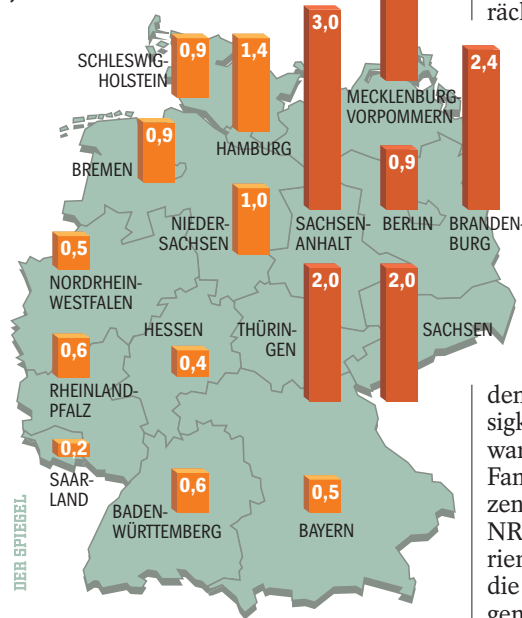 räch
3,0
0,9
1,4
2,4
SCHLESWIG-
HOLSTEIN
MECKLENBURG-
VORPOMMERN
HAMBURG
0,9
BREMEN
0,9
1,0
NIEDER-
SACHSEN
SACHSEN-
ANHALT
BERLIN
BRANDEN-
BURG
0,5
NORDRHEIN-
WESTFALEN
2,0
2,0
HESSEN
0,4
THÜRIN-
GEN
SACHSEN
0,6
RHEINLAND-
PFALZ
0,2
SAAR-
LAND
0,6
BADEN-
WÜRTTEMBERG
0,5
BAYERN
DER SPIEGEL
den
sigk
war
Fan
zen
NR
rier
die
gen